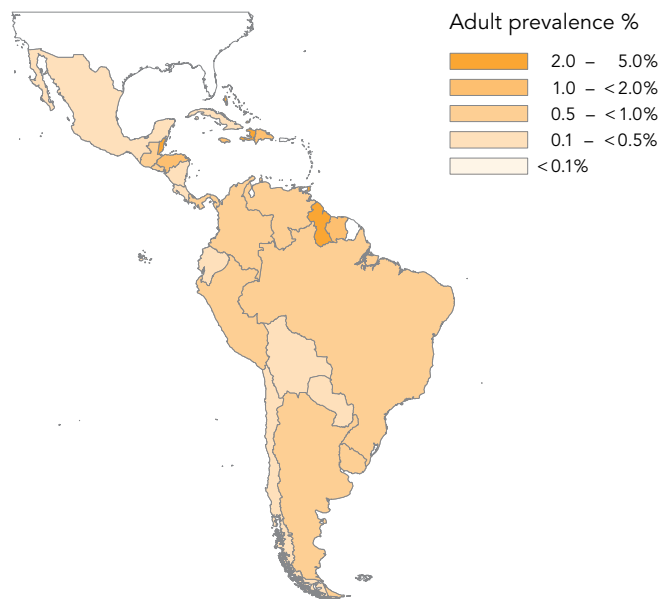 Adult prevalence %
2.0 – 5.0%
1.0 – <2.0%
0.5 – <1.0%
0.1 – <0.5%
<0.1%